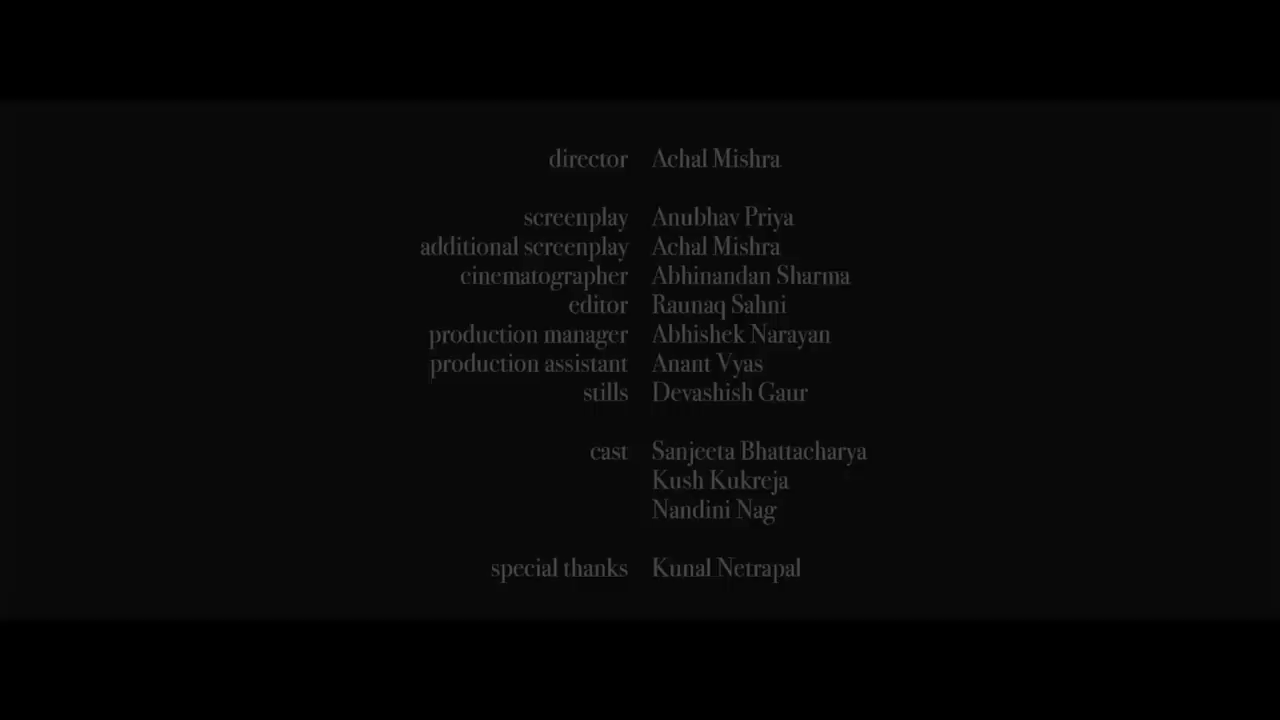 director Achal Mishra
screenplay Anubhav Priya
additional screenplay Achal Mishra
cinematographer Abhinandan Sharma
editor Raunaq Sahni
production manager Abhishek Narayan
production assistant Anant Vyas
stills Devashish Gaur
cast Sanjeeta Bhattacharya
Kush Kukreja
Nandini Nag
special thanks Kunal Netrapal